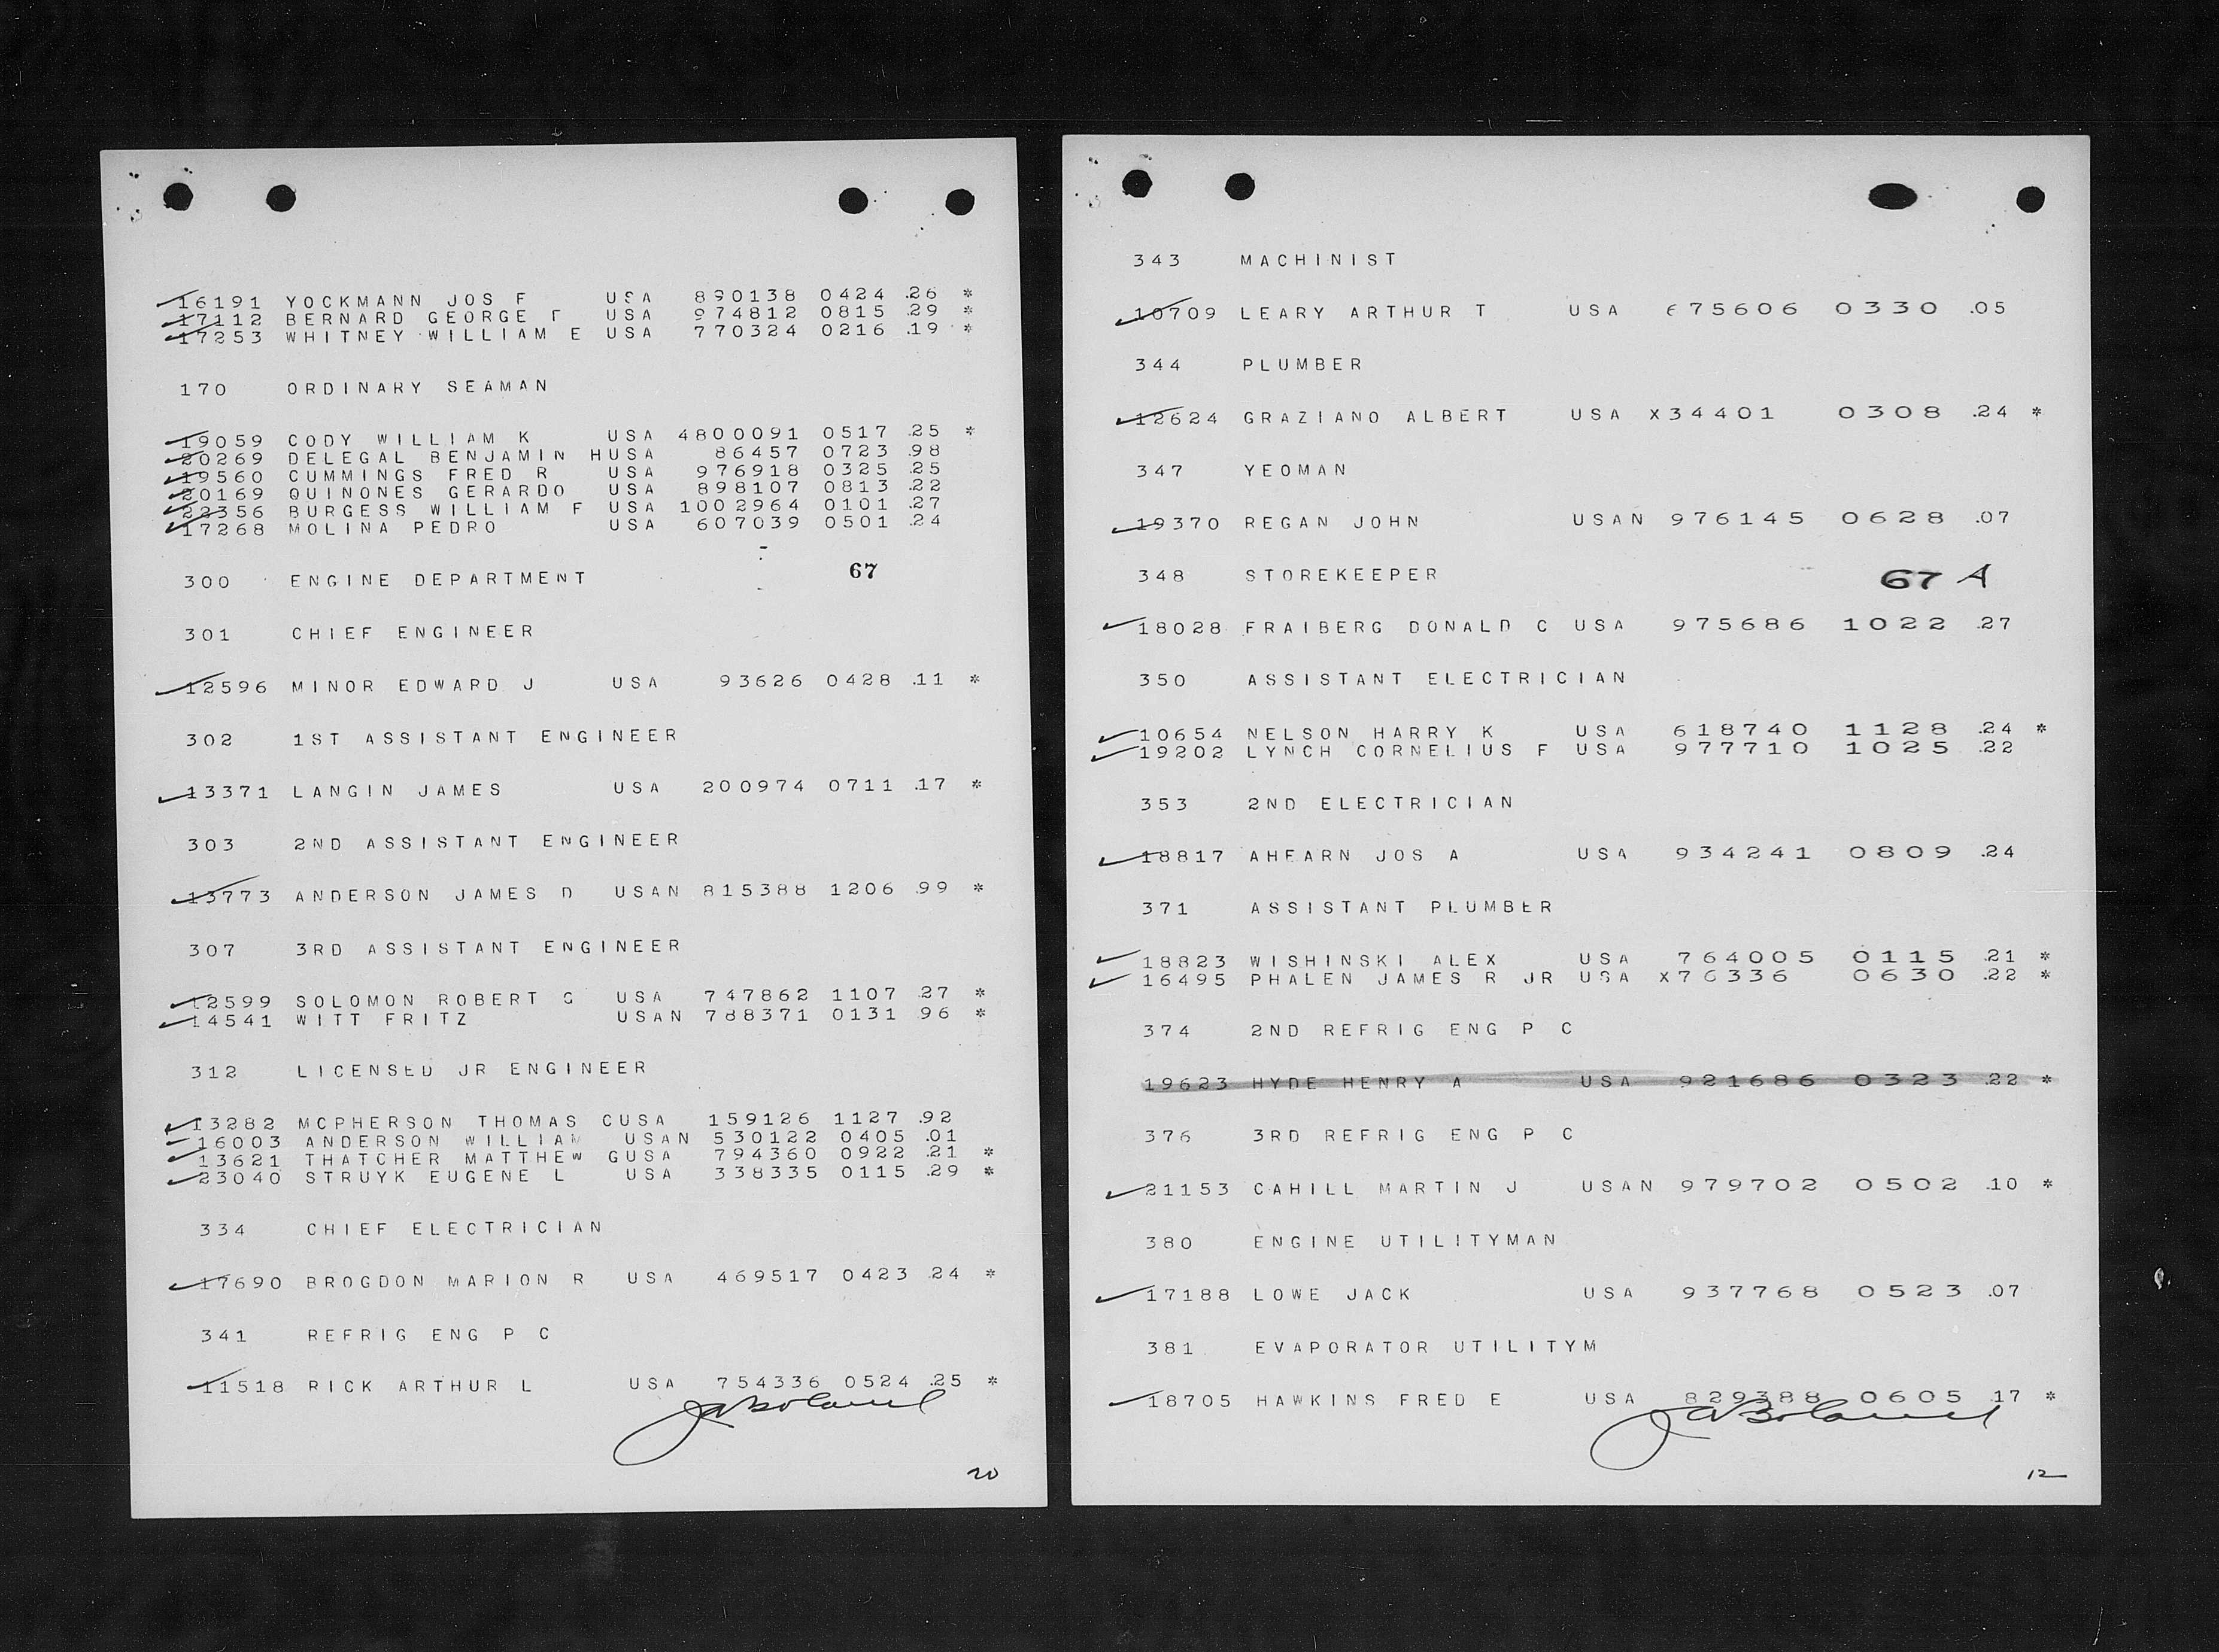 16191 YOCKMANN JOS F USA 890138 0424 .26 *
17112 BERNARD GEORGE F USA 974812 0815 .29 *
17253 WHITNEY WILLIAM E USA 770324 0216 .19 *
170 ORDINARY SEAMAN
19059 CODY WILLIAM K USA 4800091 0517 .25 *
20269 DELEGAL BENJAMIN HUSA 86457 0723 .98
19560 CUMMINGS FRED R USA 976918 0325 .25
20169 QUINONES GERARDO USA 898107 0813 .22
22356 BURGESS WILLIAM F USA 1002964 0101 .27
17268 MOLINA PEDRO USA 607039 0501 .24
67
300 ENGINE DEPARTMENT
301 CHIEF ENGINEER
12596 MINOR EDWARD J USA 93626 0428 .11 *
302 1ST ASSISTANT ENGINEER
13371 LANGIN JAMES USA 200974 0711 .17 *
303 2ND ASSISTANT ENGINEER
13773 ANDERSON JAMES D USAN 815388 1206 .99 *
307 3RD ASSISTANT ENGINEER
12599 SOLOMON ROBERT G USA 747862 1107 .27 *
14541 WITT FRITZ USAN 788371 0131 .96 *
312 LICENSED JR ENGINEER
13282 MCPHERSON THOMAS CUSA 159126 1127 .92
16003 ANDERSON WILLIAM USAN 530122 0405 .01
13621 THATCHER MATTHEW GUSA 794360 0922 .21 *
23040 STRUYK EUGENE L USA 338335 0115 .29 *
334 CHIEF ELECTRICIAN
17690 BROGDON MARION R USA 469517 0423 .24 *
341 REFRIG ENG P C
11518 RICK ARTHUR L USA 754336 0524 .25 *
20
343 MACHINIST
10709 LEARY ARTHUR T USA 675606 0330 .05
344 PLUMBER
12624 GRAZIANO ALBERT USA X34401 0308 .24 *
347 YEOMAN
19370 REGAN JOHN USAN 976145 0628 .07
348 STOREKEEPER
67 A
18028 FRAIBERG DONALD C USA 975686 1022 .27
350 ASSISTANT ELECTRICIAN
10654 NELSON HARRY K USA 618740 1128 .24 *
19202 LYNCH CORNELIUS F USA 977710 1025 .22
353 2ND ELECTRICIAN
18817 AHEARN JOS A USA 934241 0809 .24
371 ASSISTANT PLUMBER
18823 WISHINSKI ALEX USA 764005 0115 .21 *
16495 PHALEN JAMES R JR USA X76336 0630 .22 *
374 2ND REFRIG ENG P C
19623 HYDE HENRY A USA 921686 0323 .22 *
376 3RD REFRIG ENG P C
21153 CAHILL MARTIN J USAN 979702 0502 .10 *
380 ENGINE UTILITYMAN
17188 LOWE JACK USA 937768 0523 .07
381 EVAPORATOR UTILITYM
18705 HAWKINS FRED E USA 829388 0605 .17 *
12